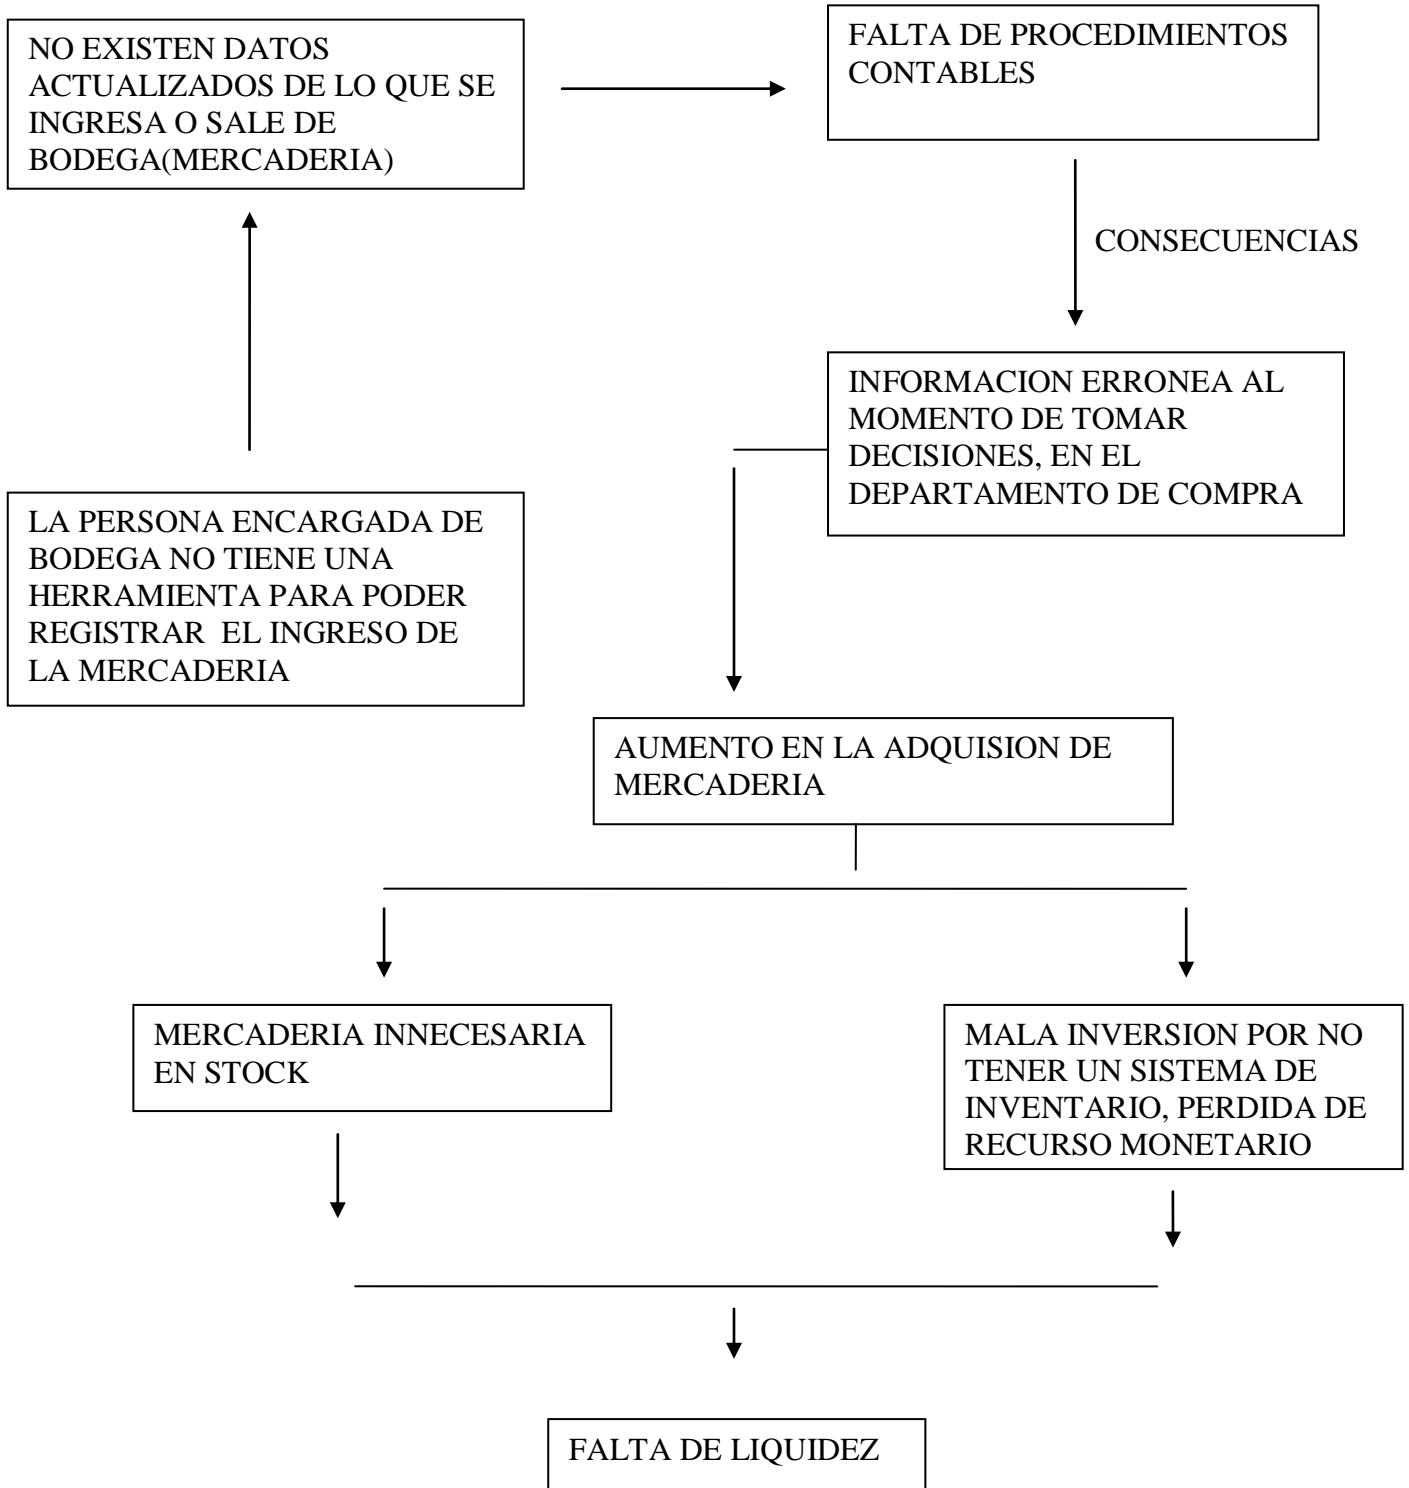 NO EXISTEN DATOS
ACTUALIZADOS DE LO QUE SE
INGRESA O SALE DE
BODEGA(MERCADERIA)
FALTA DE PROCEDIMIENTOS
CONTABLES
CONSECUENCIAS
INFORMACION ERRONEA AL
MOMENTO DE TOMAR
DECISIONES, EN EL
DEPARTAMENTO DE COMPRA
LA PERSONA ENCARGADA DE
BODEGA NO TIENE UNA
HERRAMIENTA PARA PODER
REGISTRAR  EL INGRESO DE
LA MERCADERIA
AUMENTO EN LA ADQUISION DE
MERCADERIA
MERCADERIA INNECESARIA
EN STOCK
MALA INVERSION POR NO
TENER UN SISTEMA DE
INVENTARIO, PERDIDA DE
RECURSO MONETARIO
FALTA DE LIQUIDEZ